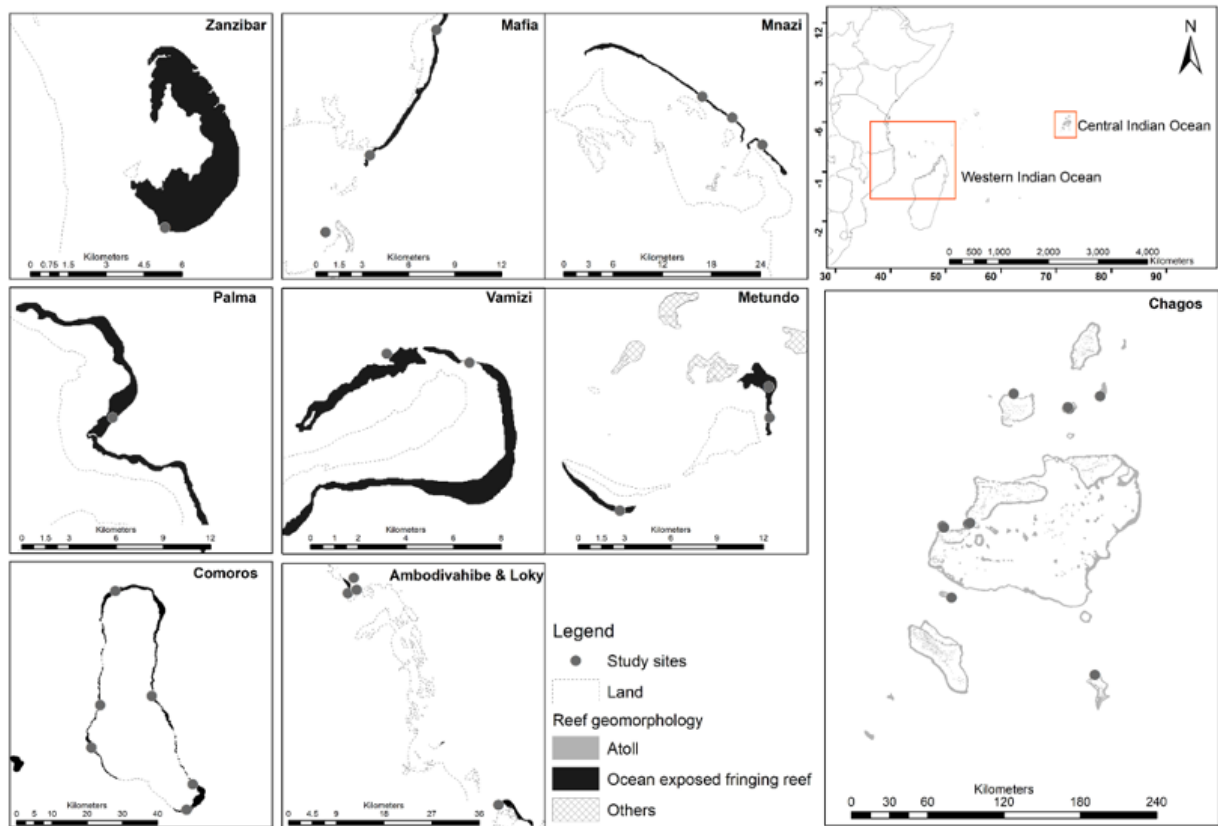 Zanzibar
Kilometers
0 0.75 1.5 3 4.5 6
Mafia
Kilometers
0 1.5 3 6 9 12
Mnazi
Kilometers
0 3 6 12 18 24
N
12
3
-6
-1
-2
Central Indian Ocean
Western Indian Ocean
0 500 1,000 2,000 3,000 4,000
Kilometers
30 40 50 60 70 80 90
Palma
Kilometers
0 1.5 3 6 9 12
Vamizi
Kilometers
0 1 2 4 6 8
Metundo
Kilometers
0 1.5 3 6 9 12
Chagos
Kilometers
0 30 60 120 180 240
Comoros
Kilometers
0 5 10 20 30 40
Ambodivahibe & Loky
Kilometers
0 4.5 9 18 27 36
Legend
Study sites
Land
Reef geomorphology
Atoll
Ocean exposed fringing reef
Others